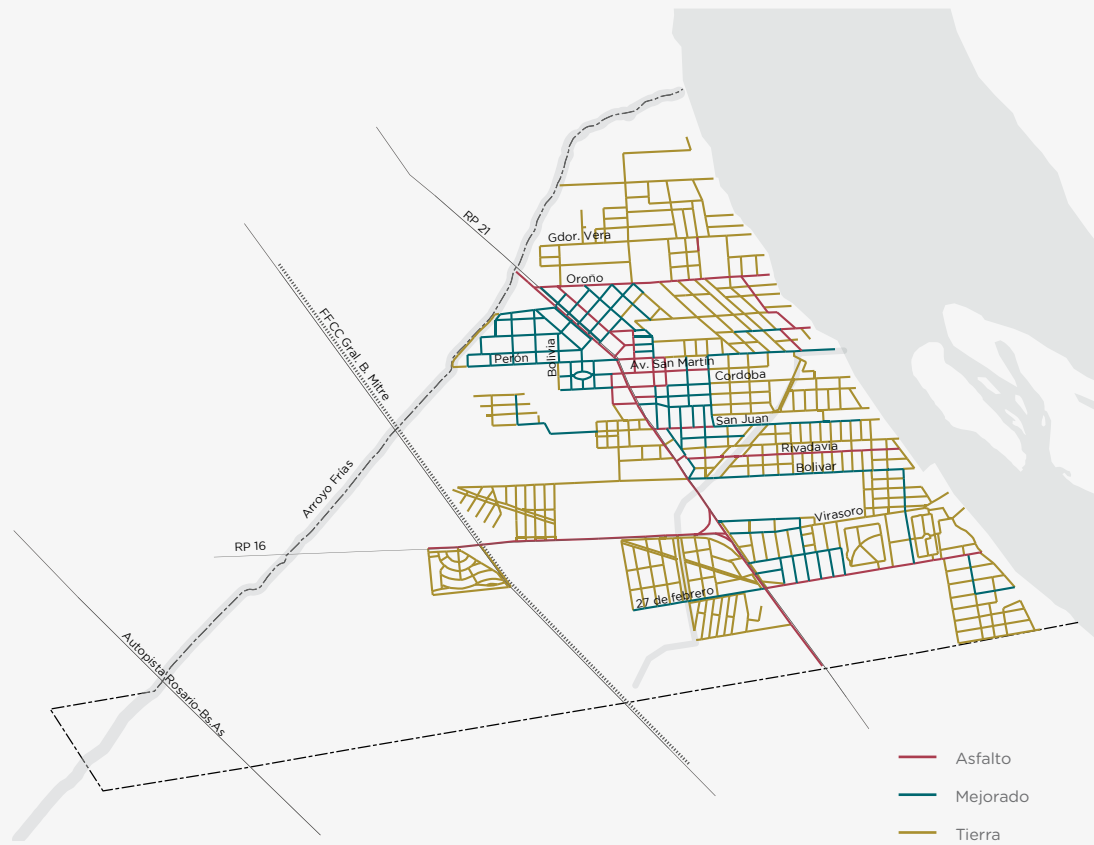 RP 21
Gdor. Vera
Oroño
FFCC Gral. B. Mitre
Bolivia
Perón
Av. San Martín
Cordoba
San Juan
Rivadavia
Bolivar
Arroyo Frías
Virasoro
RP 16
27 de febrero
Autopista Rosario-Bs.As
Asfalto
Mejorado
Tierra